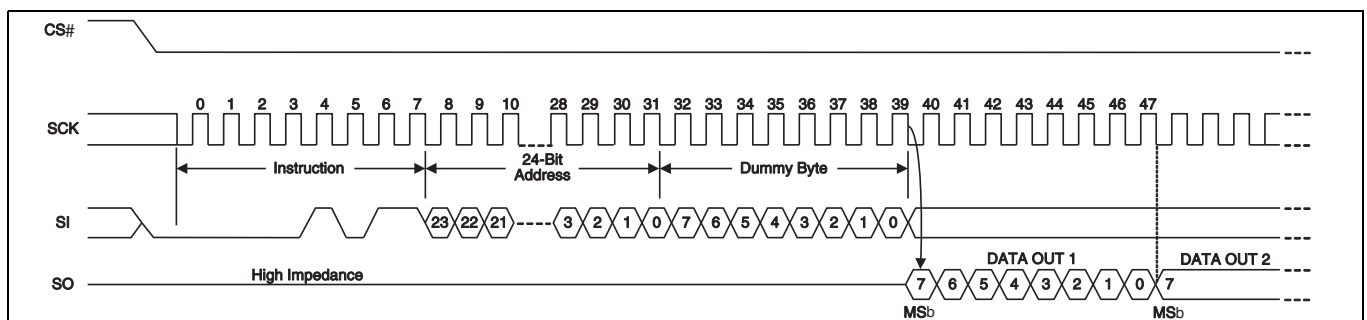 CS#
0 1 2 3 4 5 6 7 8 9 10 28 29 30 31 32 33 34 35 36 37 38 39 40 41 42 43 44 45 46 47
SCK
Instruction
24-Bit
Address
Dummy Byte
SI
23 22 21 3 2 1 0 7 6 5 4 3 2 1 0
DATA OUT 1
DATA OUT 2
High Impedance
SO
7 6 5 4 3 2 1 0 7
MSb
MSb